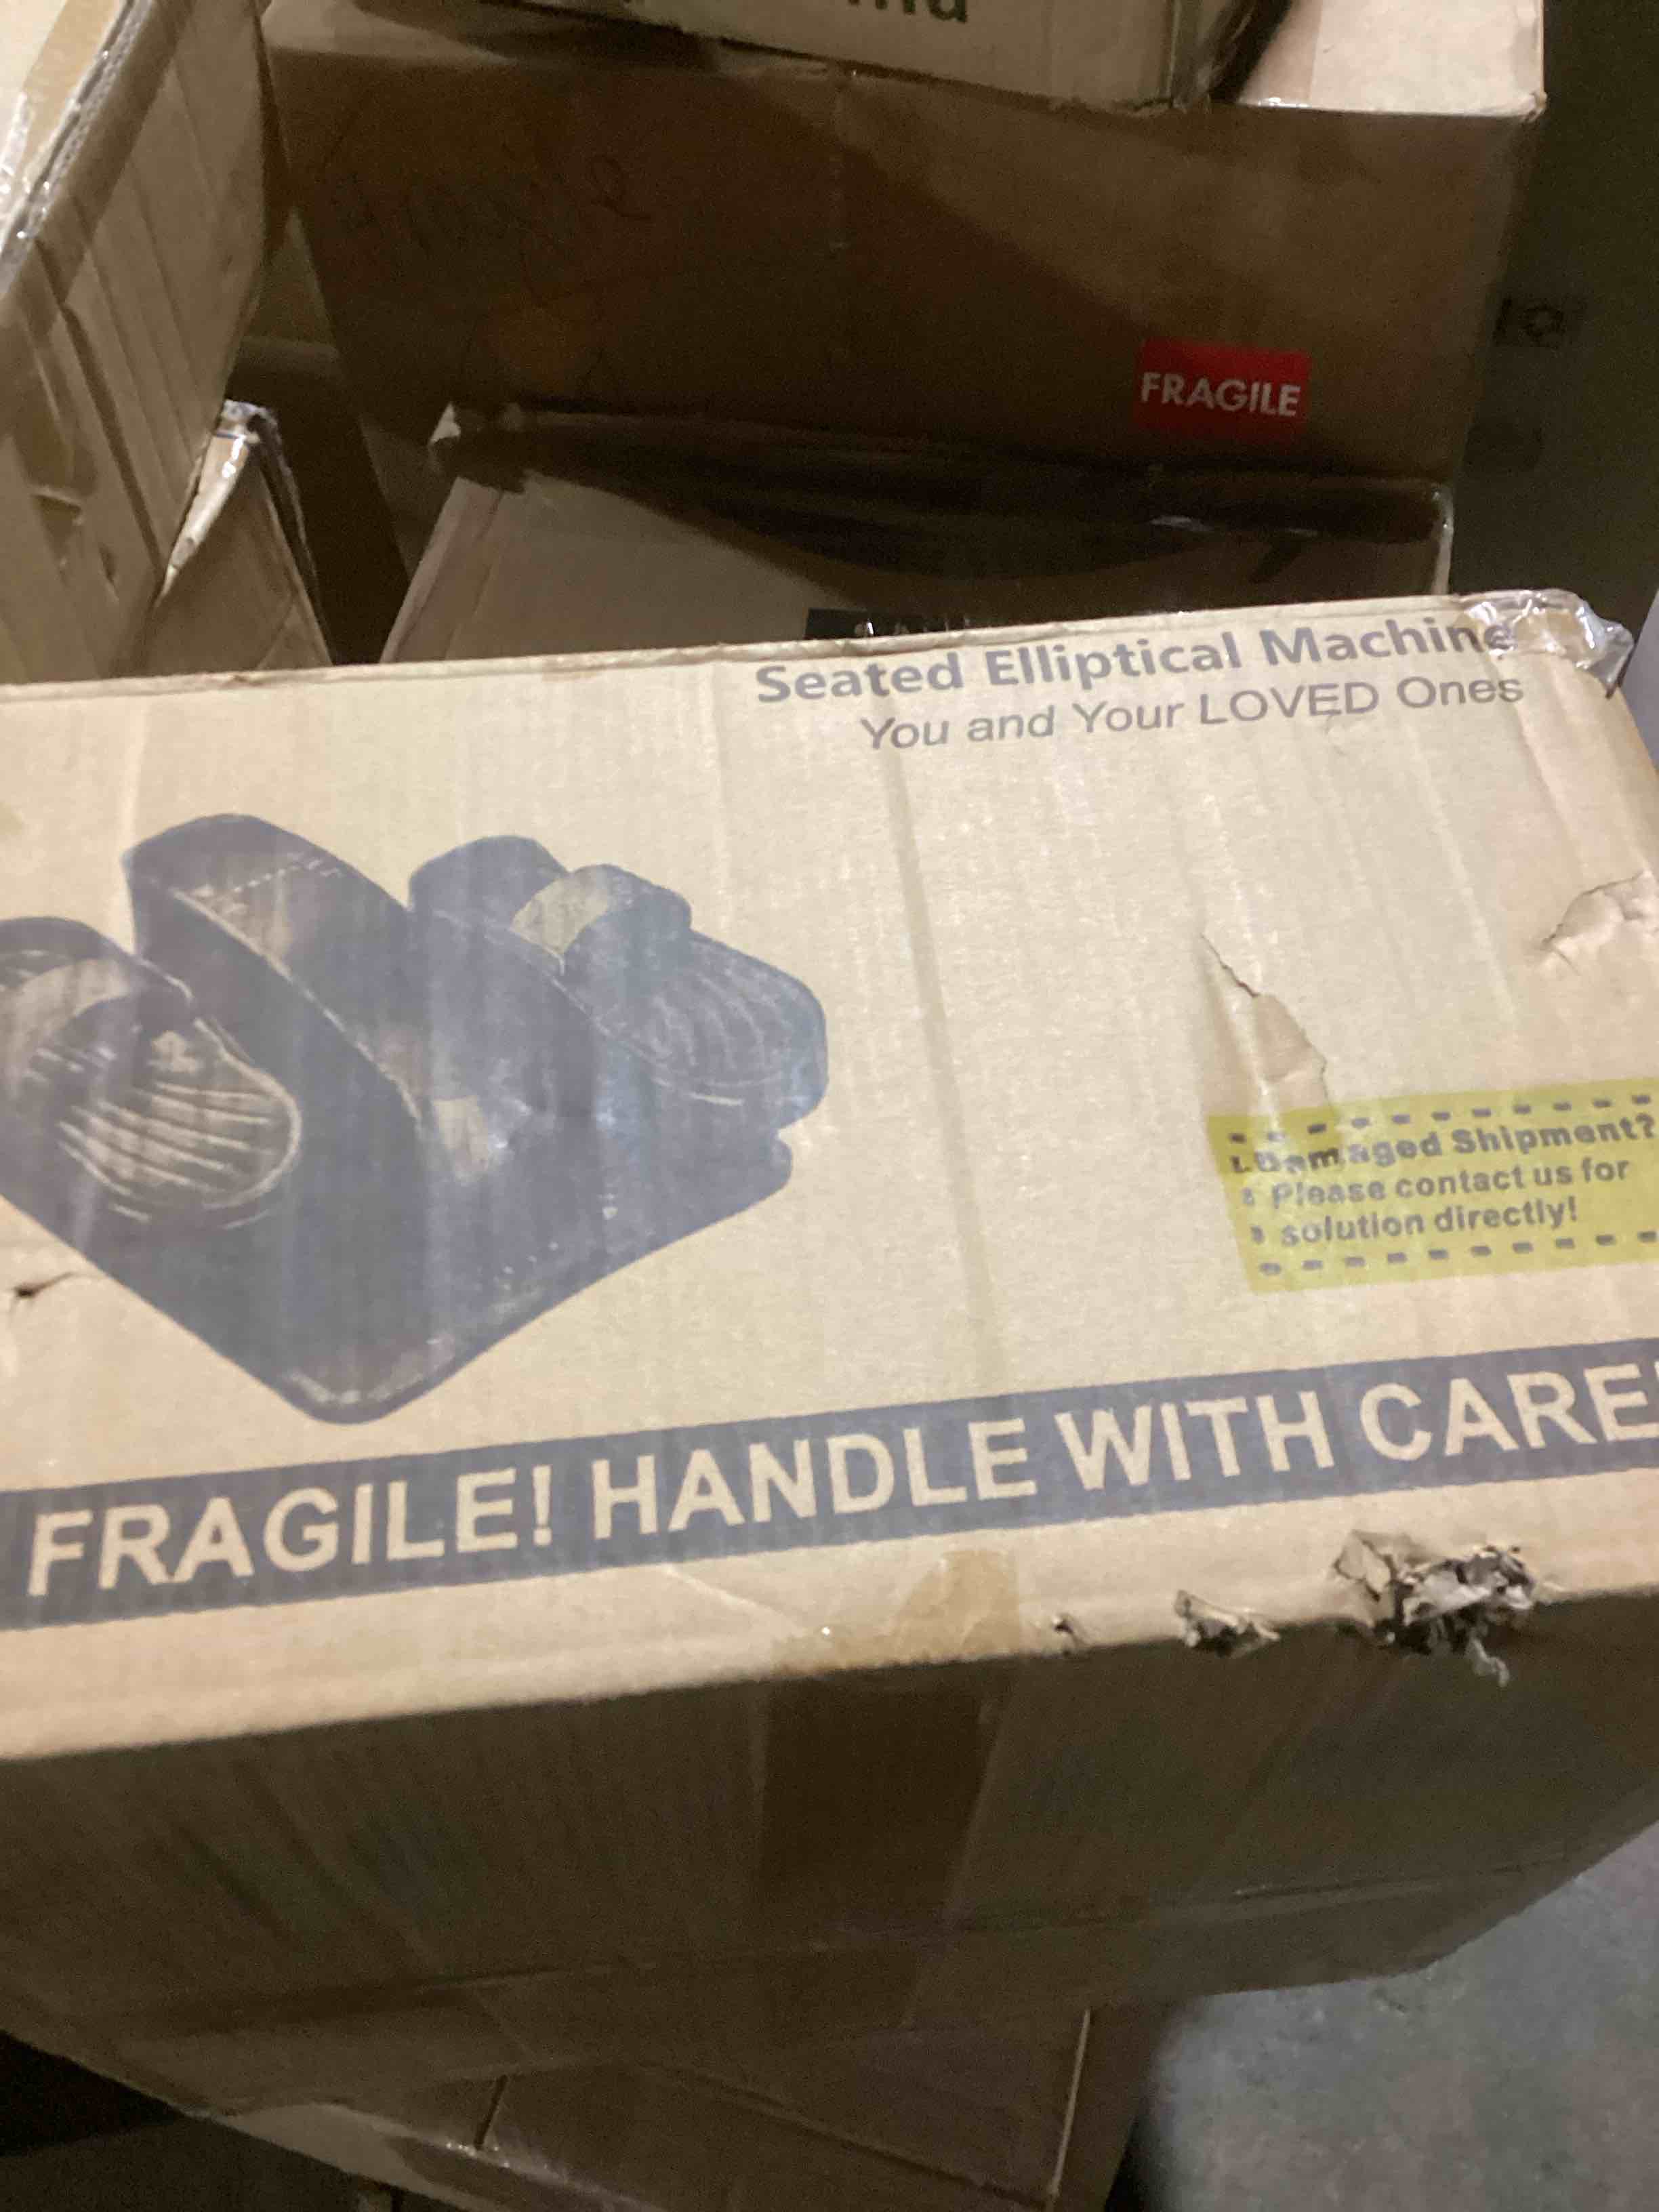 FRAGILE
Seated Elliptical Machine
You and Your LOVED Ones
Damaged Shipment?
Please contact us for
solution directly!
FRAGILE! HANDLE WITH CARE!